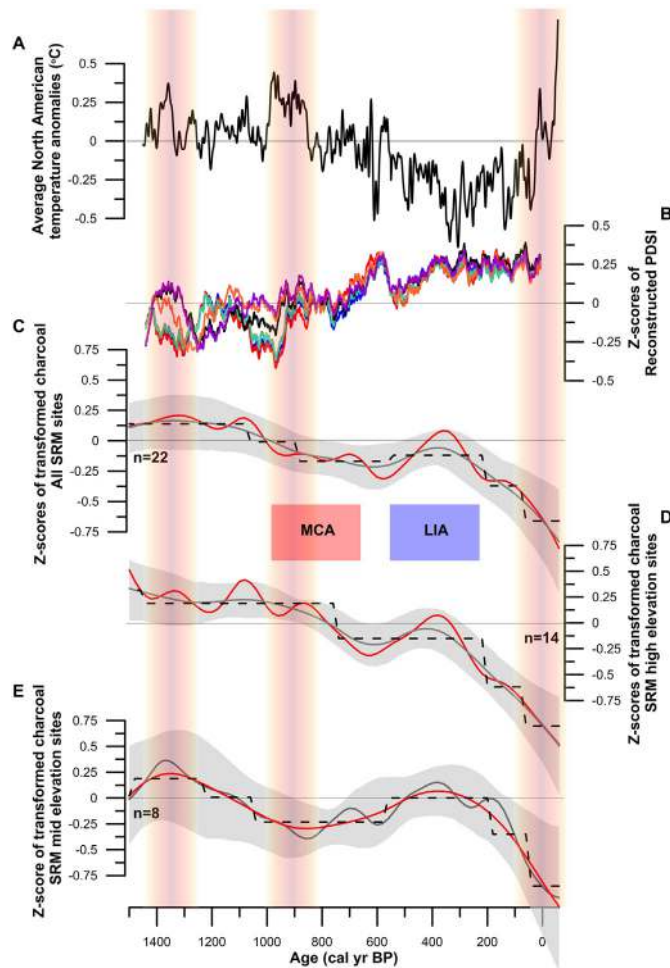 A
Average North American
temperature anomalies (°C)
0.5
0.25
0
-0.25
-0.5
B
Z-scores of
Reconstructed PDSI
0.5
0.25
0
-0.25
-0.5
C
Z-scores of transformed charcoal
All SRM sites
0.75
0.5
0.25
0
-0.25
-0.5
-0.75
n=22
MCA
LIA
D
Z-scores of transformed charcoal
SRM high elevation sites
0.75
0.5
0.25
0
-0.25
-0.5
-0.75
n=14
E
Z-score of transformed charcoal
SRM mid elevation sites
0.75
0.5
0.25
0
-0.25
-0.5
-0.75
n=8
1400 1200 1000 800 600 400 200 0
Age (cal yr BP)